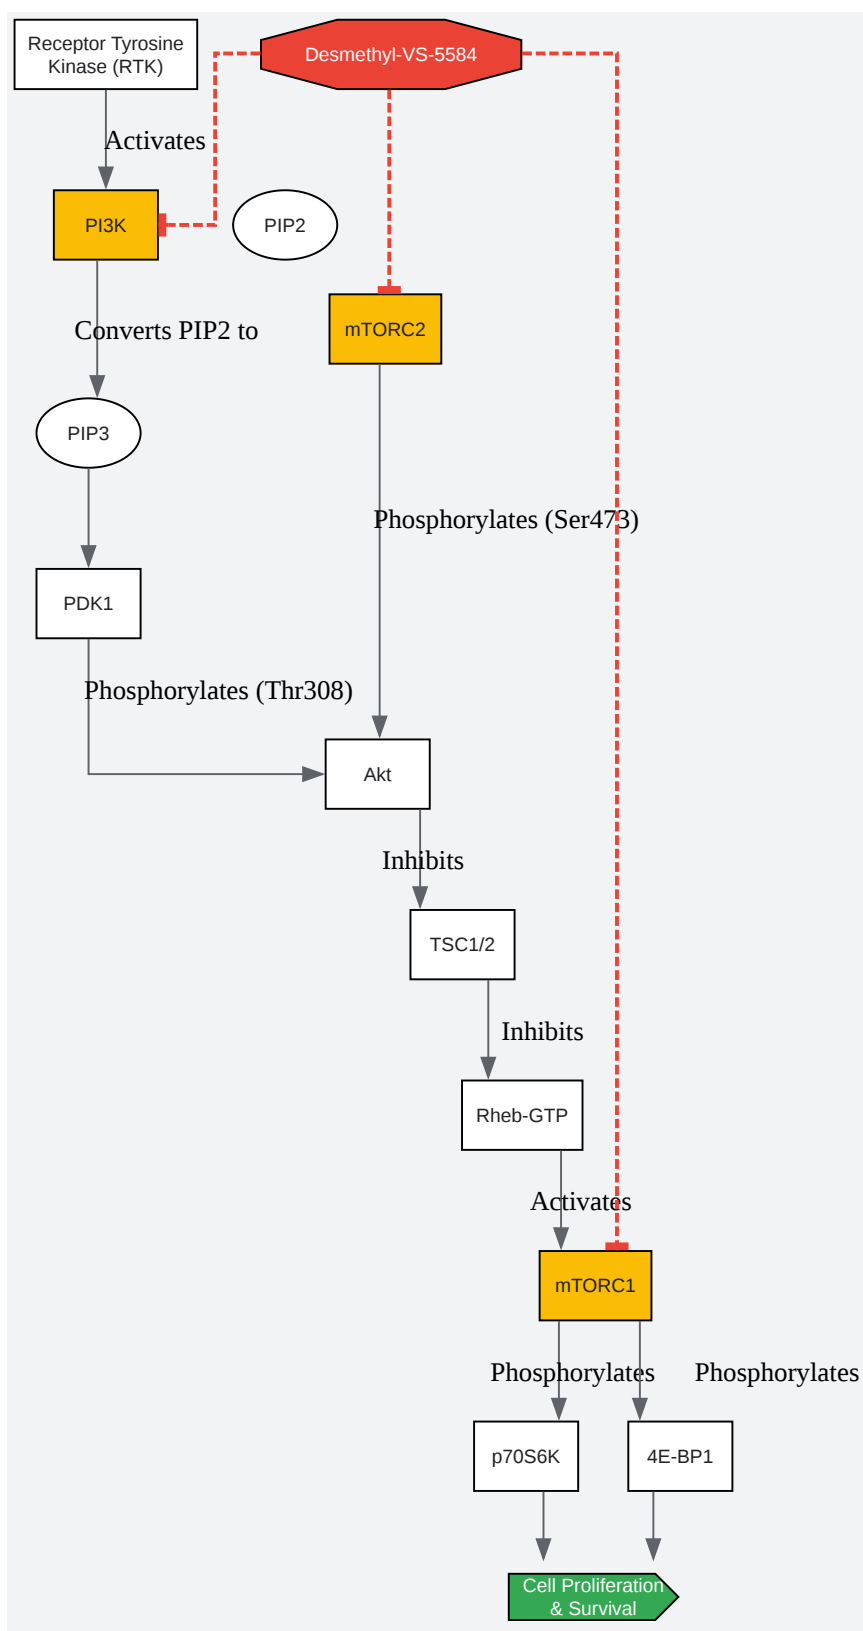 Receptor Tyrosine
Kinase (RTK)
Desmethyl-VS-5584
Activates
PI3K
PIP2
Converts PIP2 to
mTORC2
PIP3
Phosphorylates (Ser473)
PDK1
Phosphorylates (Thr308)
Akt
Inhibits
TSC1/2
Inhibits
Rheb-GTP
Activates
mTORC1
Phosphorylates
Phosphorylates
p70S6K
4E-BP1
Cell Proliferation
& Survival